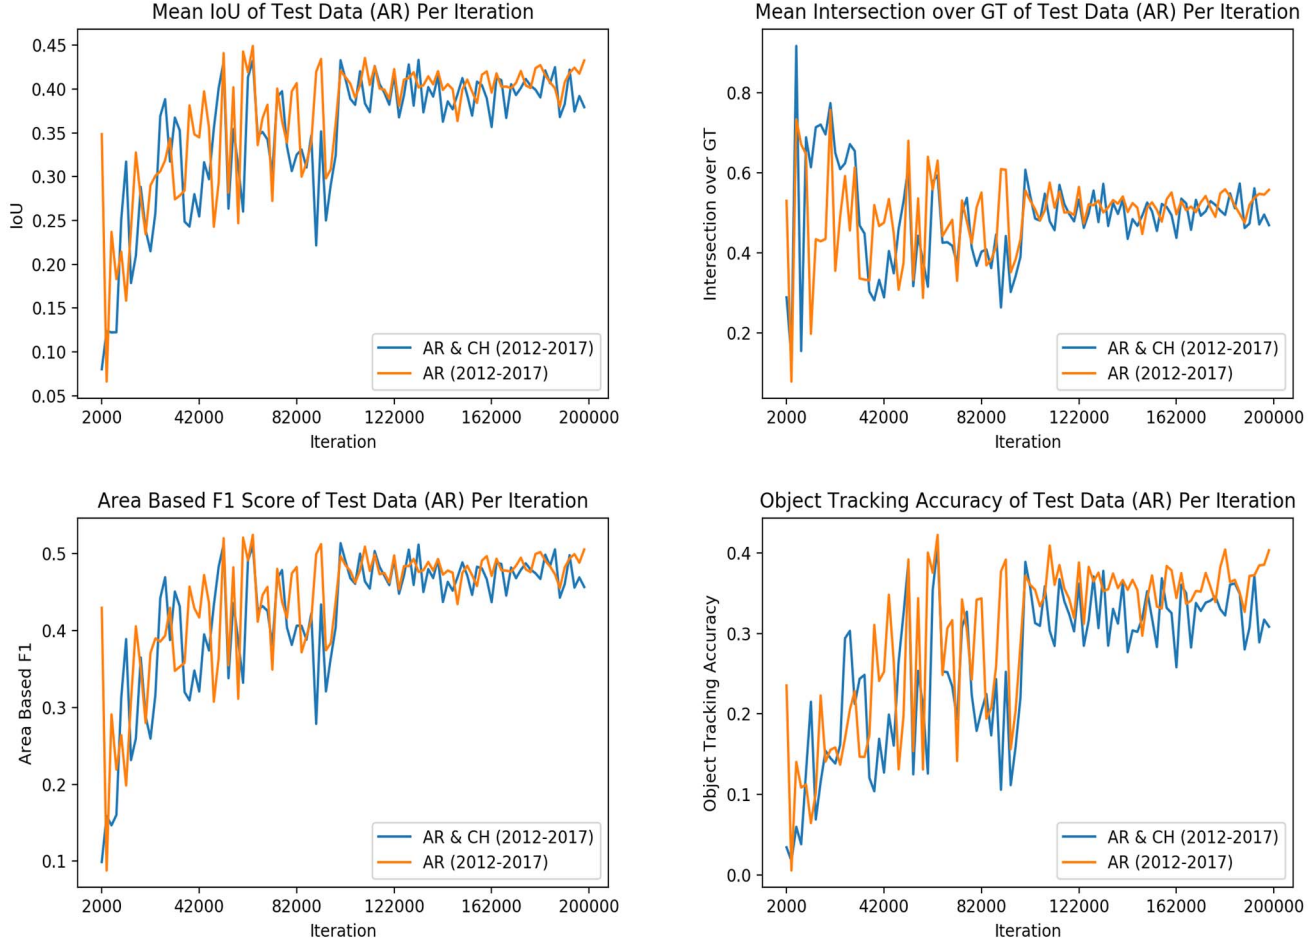 Mean IoU of Test Data (AR) Per Iteration
IoU
0.45
0.40
0.35
0.30
0.25
0.20
0.15
0.10
0.05
AR & CH (2012-2017)
AR (2012-2017)
2000 42000 82000 122000 162000 200000
Iteration
Mean Intersection over GT of Test Data (AR) Per Iteration
Intersection over GT
0.8
0.6
0.4
0.2
AR & CH (2012-2017)
AR (2012-2017)
2000 42000 82000 122000 162000 200000
Iteration
Area Based F1 Score of Test Data (AR) Per Iteration
Area Based F1
0.5
0.4
0.3
0.2
0.1
AR & CH (2012-2017)
AR (2012-2017)
2000 42000 82000 122000 162000 200000
Iteration
Object Tracking Accuracy of Test Data (AR) Per Iteration
Object Tracking Accuracy
0.4
0.3
0.2
0.1
0.0
AR & CH (2012-2017)
AR (2012-2017)
2000 42000 82000 122000 162000 200000
Iteration